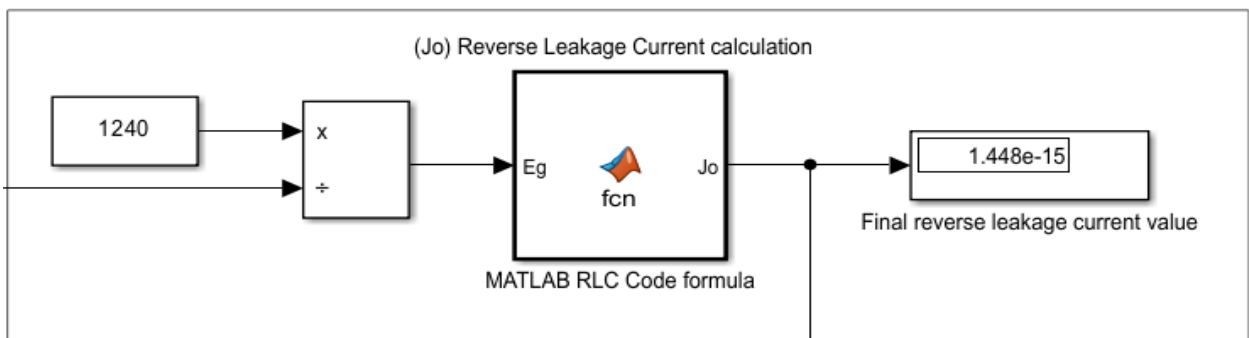 (Jo) Reverse Leakage Current calculation
1240
x
÷
Eg
fcn
Jo
1.448e-15
Final reverse leakage current value
MATLAB RLC Code formula